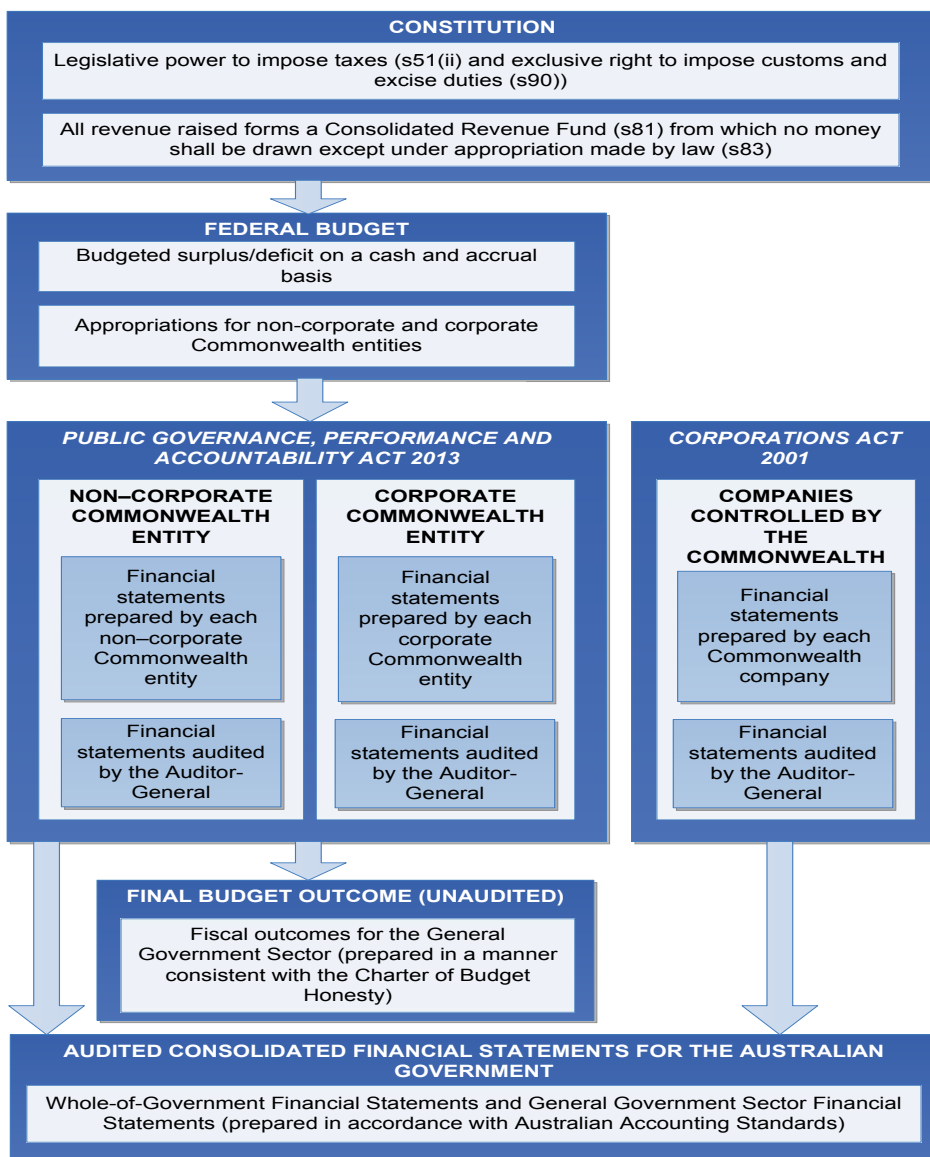 CONSTITUTION
Legislative power to impose taxes (s51(ii) and exclusive right to impose customs and
excise duties (s90))
All revenue raised forms a Consolidated Revenue Fund (s81) from which no money
shall be drawn except under appropriation made by law (s83)
FEDERAL BUDGET
Budgeted surplus/deficit on a cash and accrual
basis
Appropriations for non-corporate and corporate
Commonwealth entities
PUBLIC GOVERNANCE, PERFORMANCE AND
ACCOUNTABILITY ACT 2013
NON–CORPORATE
COMMONWEALTH
ENTITY
Financial
statements
prepared by each
non–corporate
Commonwealth
entity
Financial
statements audited
by the Auditor-
General
CORPORATE
COMMONWEALTH
ENTITY
Financial
statements
prepared by each
corporate
Commonwealth
entity
Financial
statements audited
by the Auditor-
General
CORPORATIONS ACT
2001
COMPANIES
CONTROLLED BY
THE
COMMONWEALTH
Financial
statements
prepared by each
Commonwealth
company
Financial
statements audited
by the Auditor-
General
FINAL BUDGET OUTCOME (UNAUDITED)
Fiscal outcomes for the General
Government Sector (prepared in a manner
consistent with the Charter of Budget
Honesty)
AUDITED CONSOLIDATED FINANCIAL STATEMENTS FOR THE AUSTRALIAN
GOVERNMENT
Whole-of-Government Financial Statements and General Government Sector Financial
Statements (prepared in accordance with Australian Accounting Standards)